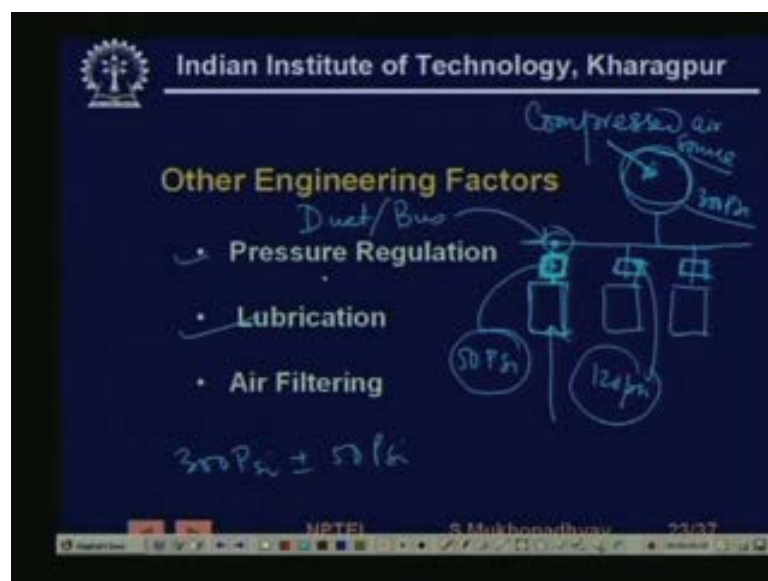 Indian Institute of Technology, Kharagpur
Compressed air
source
Other Engineering Factors
300 Psi
Duct/Bus
• Pressure Regulation
• Lubrication
50 Psi
120 psi
• Air Filtering
300 Psi ± 50 Psi
NPTEL S.Mukhopadhyay 23/37